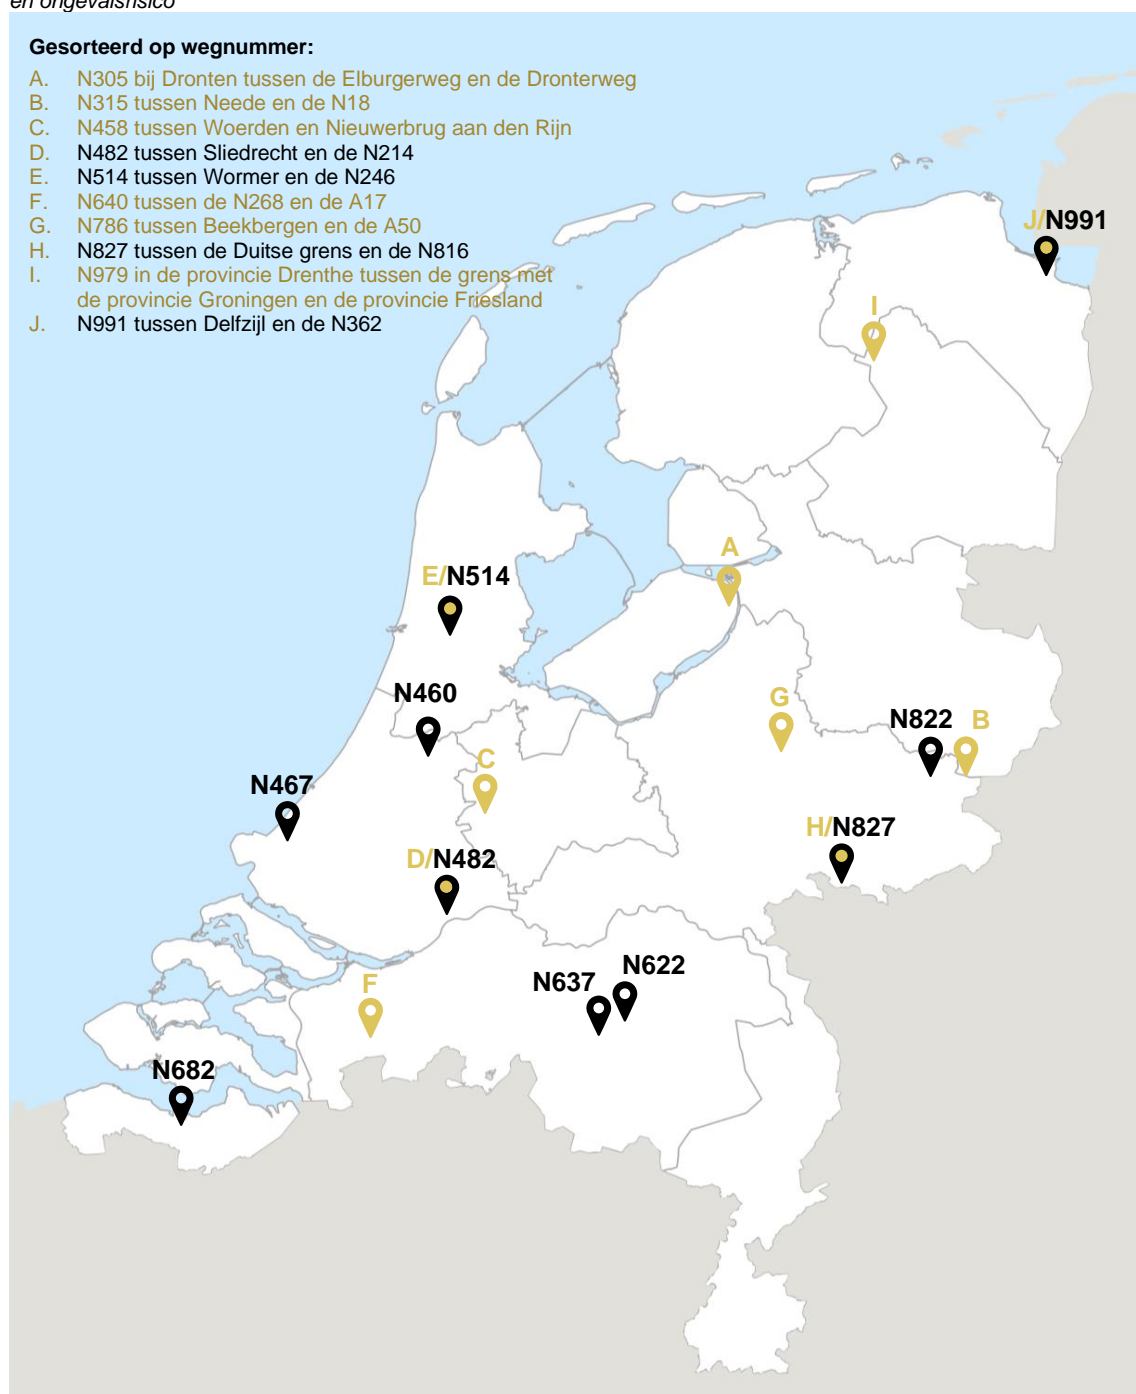 en ongevalsrisico
Gesorteerd op wegnummer:
A. N305 bij Dronten tussen de Elburgerweg en de Dronterweg
B. N315 tussen Neede en de N18
C. N458 tussen Woerden en Nieuwerbrug aan den Rijn
D. N482 tussen Sliedrecht en de N214
E. N514 tussen Wormer en de N246
F. N640 tussen de N268 en de A17
G. N786 tussen Beekbergen en de A50
H. N827 tussen de Duitse grens en de N816
I. N979 in de provincie Drenthe tussen de grens met
de provincie Groningen en de provincie Friesland
J. N991 tussen Delfzijl en de N362
J/N991
I
A
E/N514
N460
G
N822
B
C
N467
H/N827
D/N482
N622
N637
F
N682